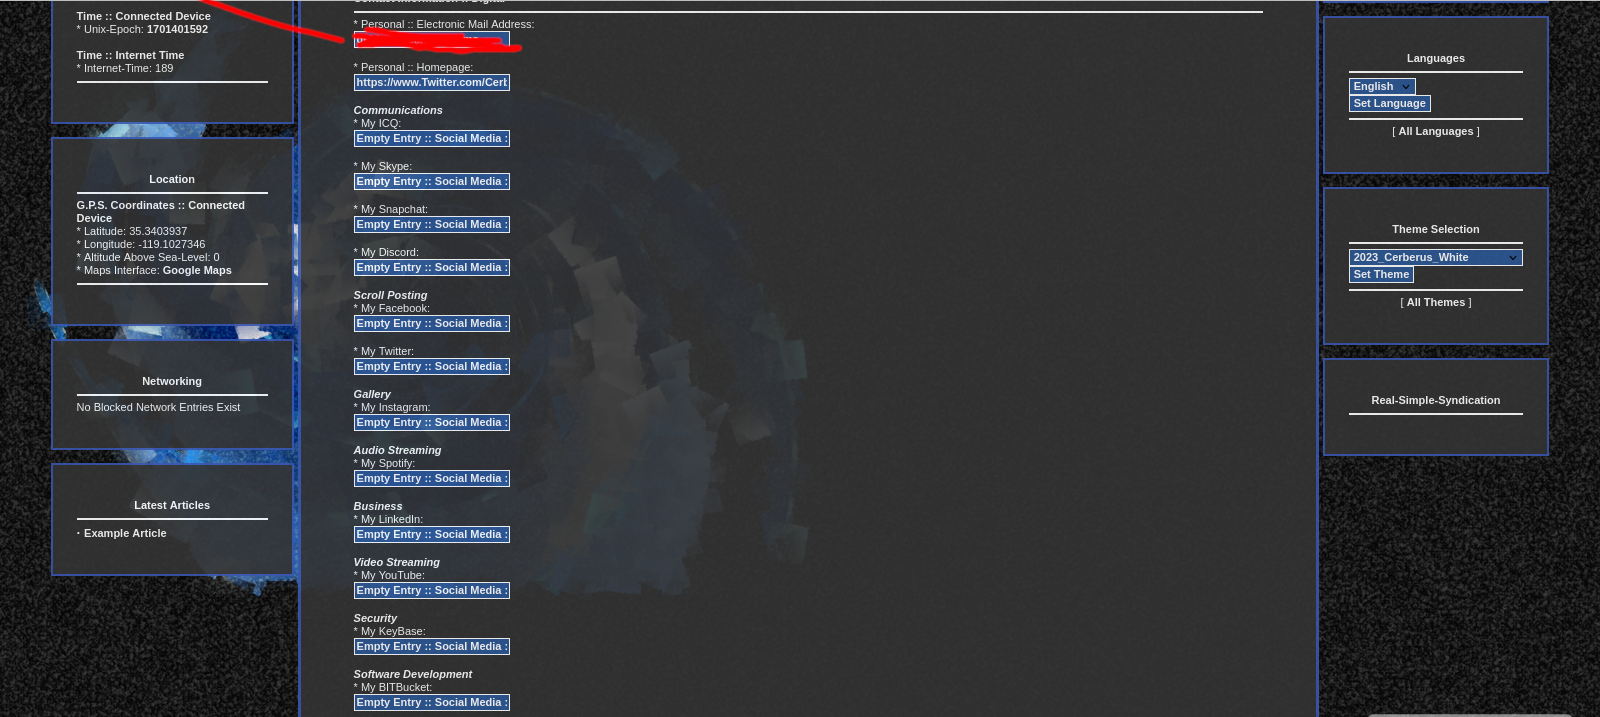 Time :: Connected Device
* Unix-Epoch: 1701401592
Time :: Internet Time
* Internet-Time: 189
Location
G.P.S. Coordinates :: Connected
Device
* Latitude: 35.3403937
* Longitude: -119.1027346
* Altitude Above Sea-Level: 0
* Maps Interface: Google Maps
Networking
No Blocked Network Entries Exist
Latest Articles
· Example Article
* Personal :: Electronic Mail Address:
* Personal :: Homepage:
https://www.Twitter.com/Cerb
Communications
* My ICQ:
Empty Entry :: Social Media :
* My Skype:
Empty Entry :: Social Media :
* My Snapchat:
Empty Entry :: Social Media :
* My Discord:
Empty Entry :: Social Media :
Scroll Posting
* My Facebook:
Empty Entry :: Social Media :
* My Twitter:
Empty Entry :: Social Media :
Gallery
* My Instagram:
Empty Entry :: Social Media :
Audio Streaming
* My Spotify:
Empty Entry :: Social Media :
Business
* My LinkedIn:
Empty Entry :: Social Media :
Video Streaming
* My YouTube:
Empty Entry :: Social Media :
Security
* My KeyBase:
Empty Entry :: Social Media :
Software Development
* My BITBucket:
Empty Entry :: Social Media :
Languages
English
Set Language
[ All Languages ]
Theme Selection
2023_Cerberus_White
Set Theme
[ All Themes ]
Real-Simple-Syndication